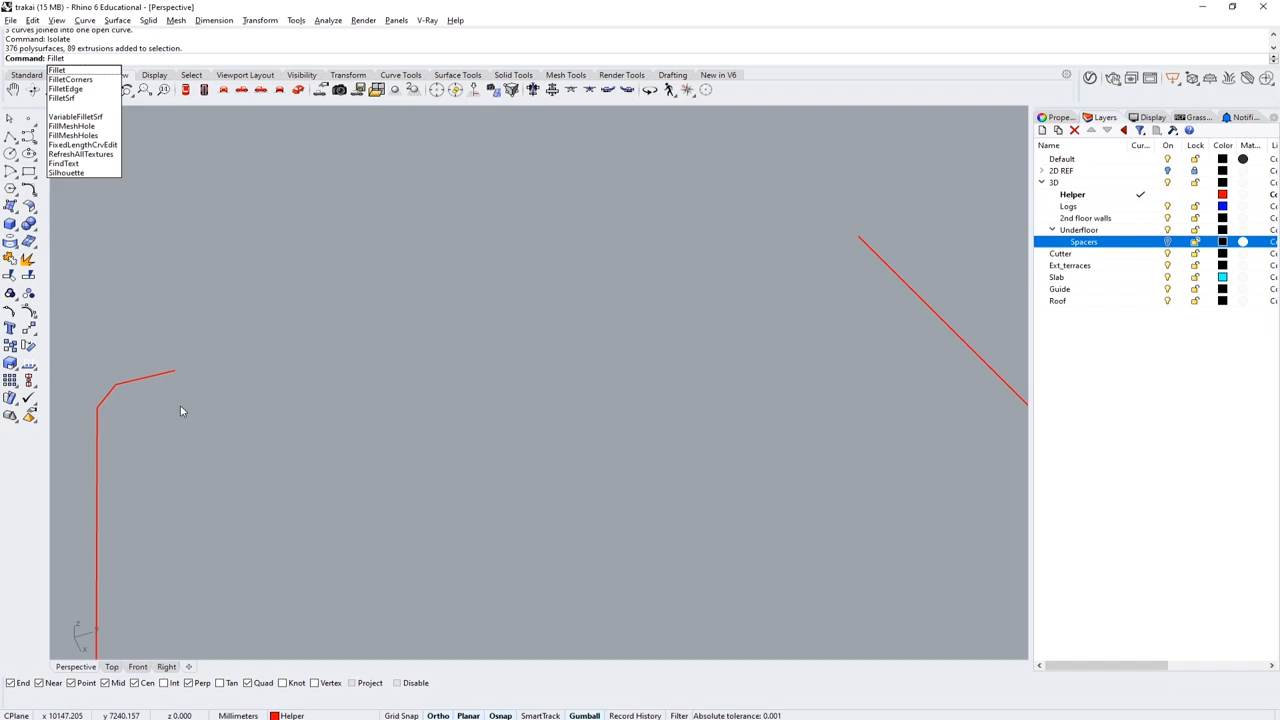 trakai (15 MB) - Rhino 6 Educational - [Perspective]
File Edit View Curve Surface Solid Mesh Dimension Transform Tools Analyze Render Panels V-Ray Help
3 curves joined into one open curve.
Command: Isolate
376 polysurfaces, 89 extrusions added to selection.
Command: Fillet
Fillet
FilletCorners
FilletEdge
FilletSrf
VariableFilletSrf
FillMeshHole
FillMeshHoles
FixedLengthCrvEdit
RefreshAllTextures
FindText
Silhouette
Standard Display Select Viewport Layout Visibility Transform Curve Tools Surface Tools Solid Tools Mesh Tools Render Tools Drafting New in V6
Prope... Layers Display Grass... Notifi...
Name Cur... On Lock Color Mat... Li
Default
2D REF
3D
Helper
Logs
2nd floor walls
Underfloor
Spacers
Cutter
Ext_terraces
Slab
Guide
Roof
z
x
Perspective Top Front Right
End Near Point Mid Cen Int Perp Tan Quad Knot Vertex Project Disable
CPlane x 10147.205 y 7240.157 z 0.000 Millimeters Helper Grid Snap Ortho Planar Osnap SmartTrack Gumball Record History Filter Absolute tolerance: 0.001